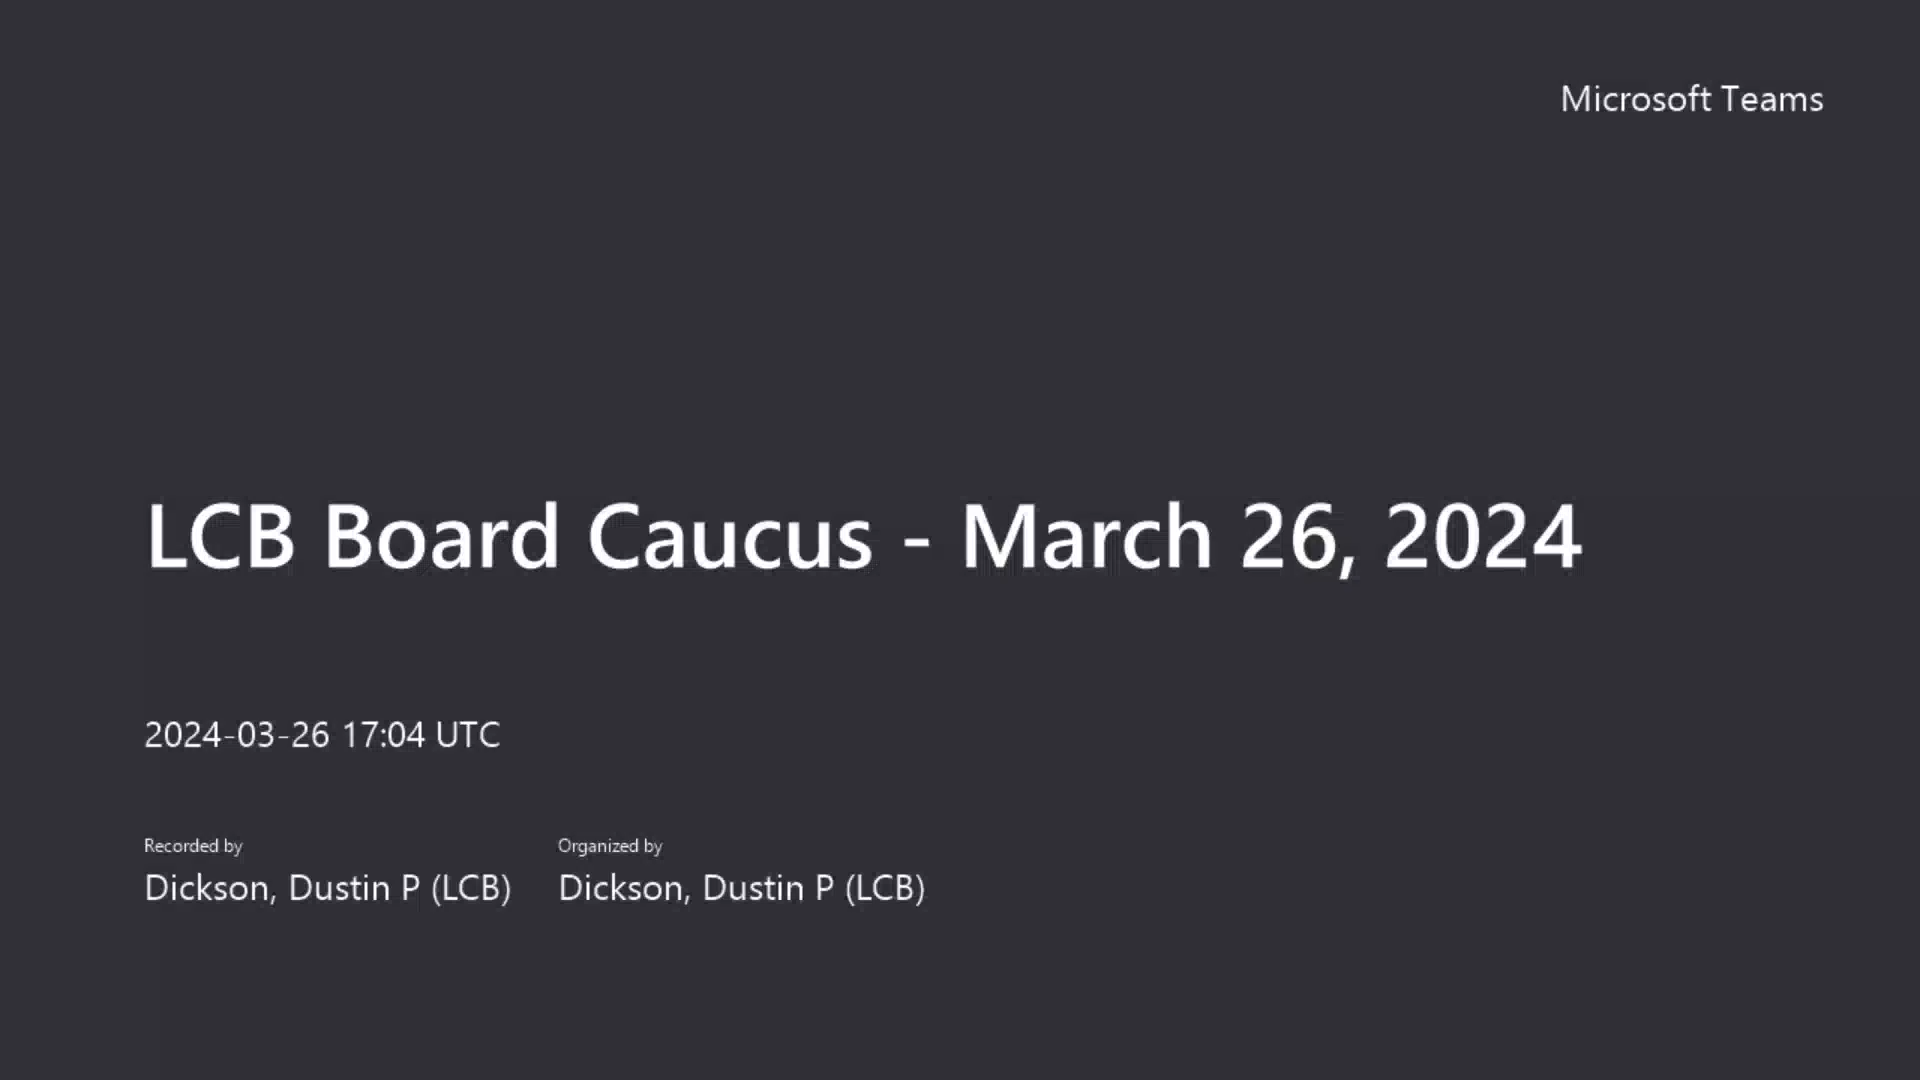 Microsoft Teams
LCB Board Caucus - March 26, 2024
2024-03-26 17:04 UTC
Recorded by
Dickson, Dustin P (LCB)
Organized by
Dickson, Dustin P (LCB)